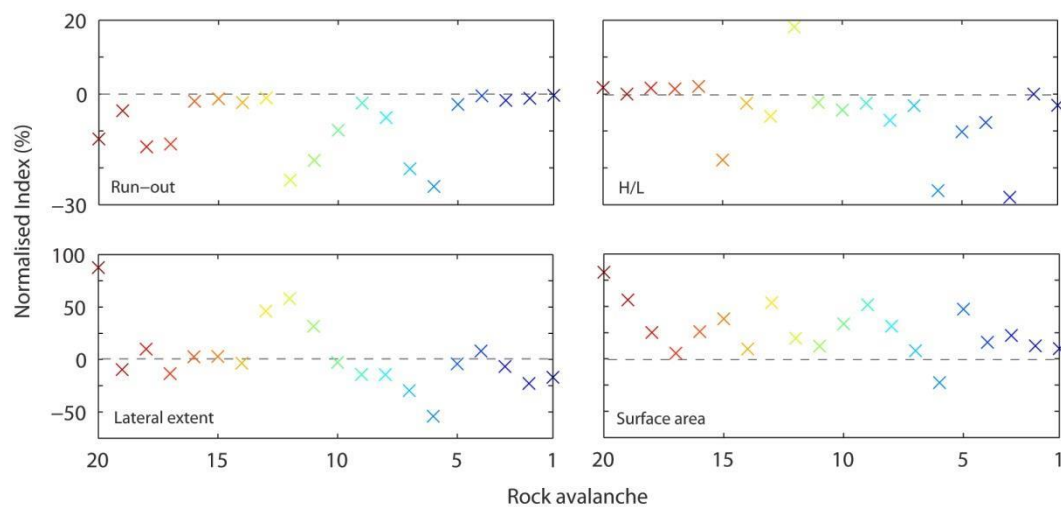 20
0
−30
Run−out
H/L
Normalised Index (%)
100
50
0
−50
Lateral extent
Surface area
20 15 10 5 1
20 15 10 5 1
Rock avalanche